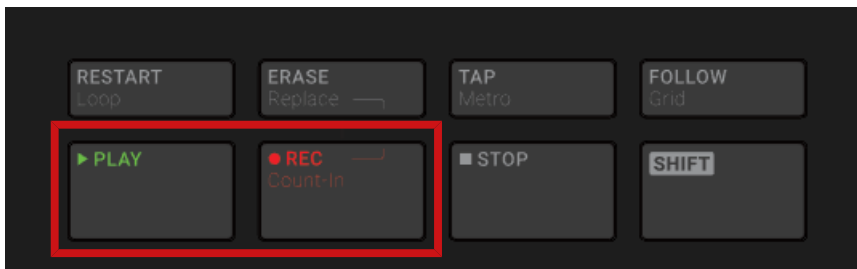 RESTART
Loop
ERASE
Replace
TAP
Metro
FOLLOW
Grid
PLAY
REC
Count-In
STOP
SHIFT